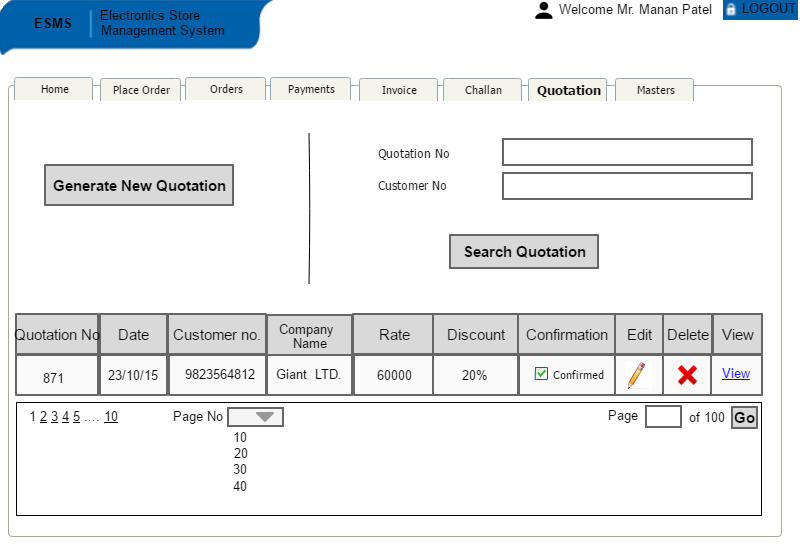 ESMS
Electronics Store
Management System
Welcome Mr. Manan Patel
LOGOUT
Home
Place Order
Orders
Payments
Invoice
Challan
Quotation
Masters
Generate New Quotation
Quotation No
Customer No
Search Quotation
Quotation No
Date
Customer no.
Company
Name
Rate
Discount
Confirmation
Edit
Delete
View
871
23/10/15
9823564812
Giant LTD.
60000
20%
Confirmed
View
1 2 3 4 5 .... 10
Page No
10
20
30
40
Page
of 100
Go